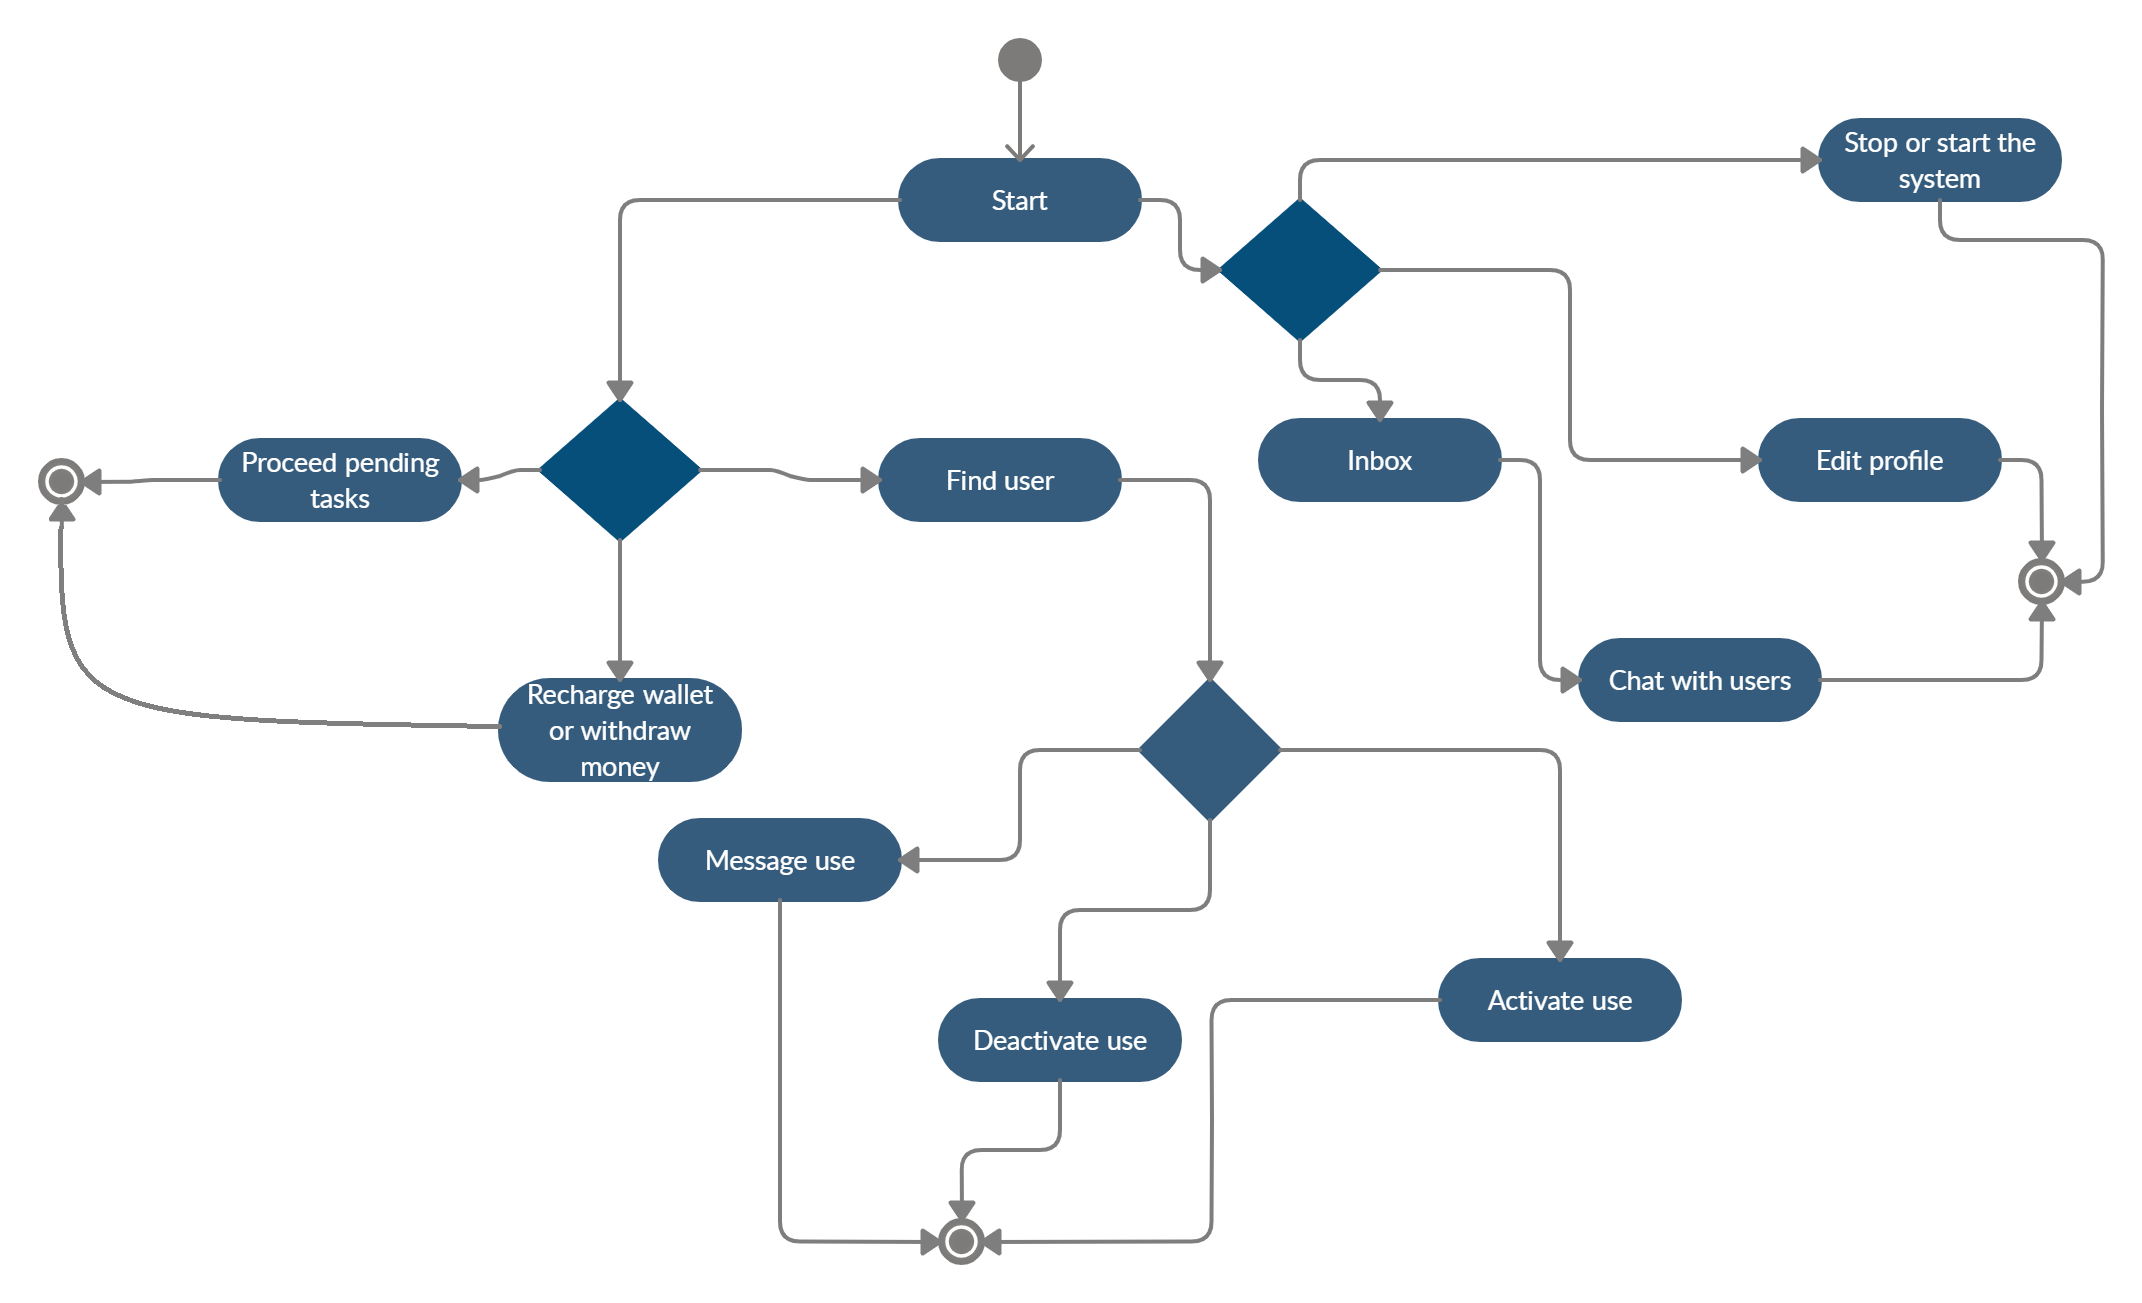 Start
Stop or start the
system
Proceed pending
tasks
Find user
Inbox
Edit profile
Recharge wallet
or withdraw
money
Chat with users
Message use
Deactivate use
Activate use